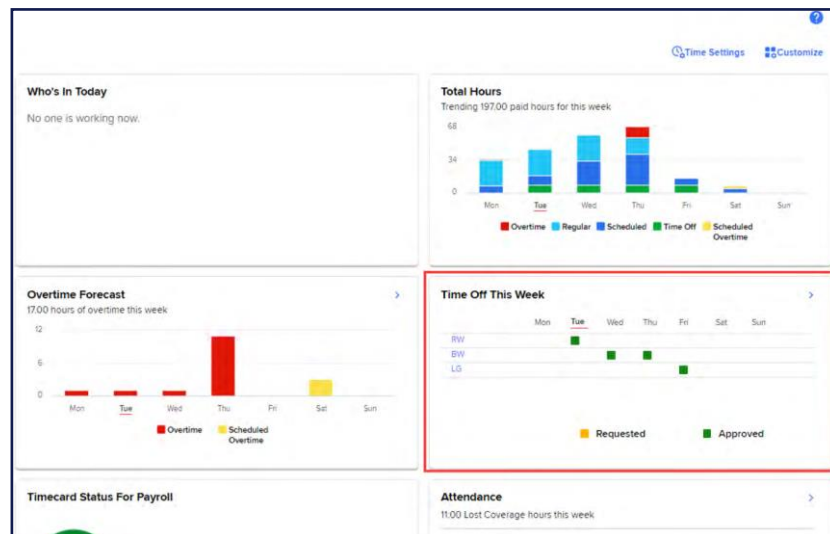 ?
Time Settings Customize
Who's In Today
No one is working now.
Total Hours
Trending 197.00 paid hours for this week
68
34
0
Mon Tue Wed Thu Fri Sat Sun
Overtime Regular Scheduled Time Off Scheduled
Overtime
Overtime Forecast
17.00 hours of overtime this week
12
6
0
Mon Tue Wed Thu Fri Sat Sun
Overtime Scheduled
Overtime
Time Off This Week
Mon Tue Wed Thu Fri Sat Sun
RW
BW
LG
Requested Approved
Timecard Status For Payroll
Attendance
11:00 Lost Coverage hours this week